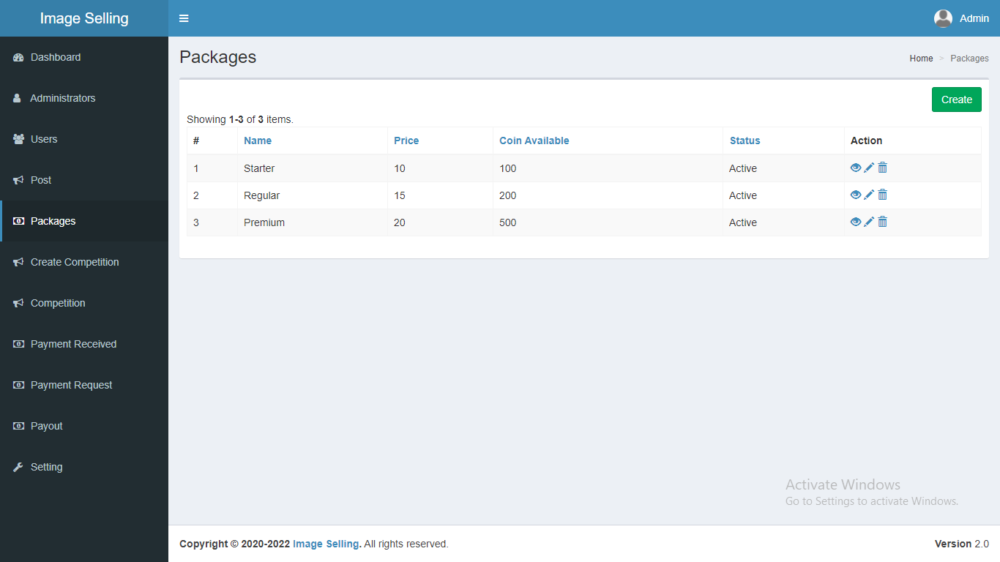 Image Selling
Admin
Dashboard
Administrators
Users
Post
Packages
Create Competition
Competition
Payment Received
Payment Request
Payout
Setting
Packages
Home > Packages
Create
Showing 1-3 of 3 items.
# Name Price Coin Available Status Action
1 Starter 10 100 Active
2 Regular 15 200 Active
3 Premium 20 500 Active
Activate Windows
Go to Settings to activate Windows.
Copyright © 2020-2022 Image Selling. All rights reserved.
Version 2.0